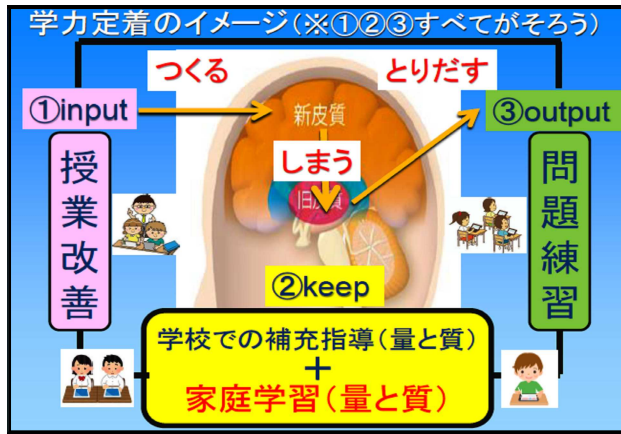 学力定着のイメージ(※①②③すべてがそろう)
つくる
とりだす
①input
新皮質
③output
しまう
旧皮質
授業改善
問題練習
②keep
学校での補充指導(量と質)
+
家庭学習(量と質)